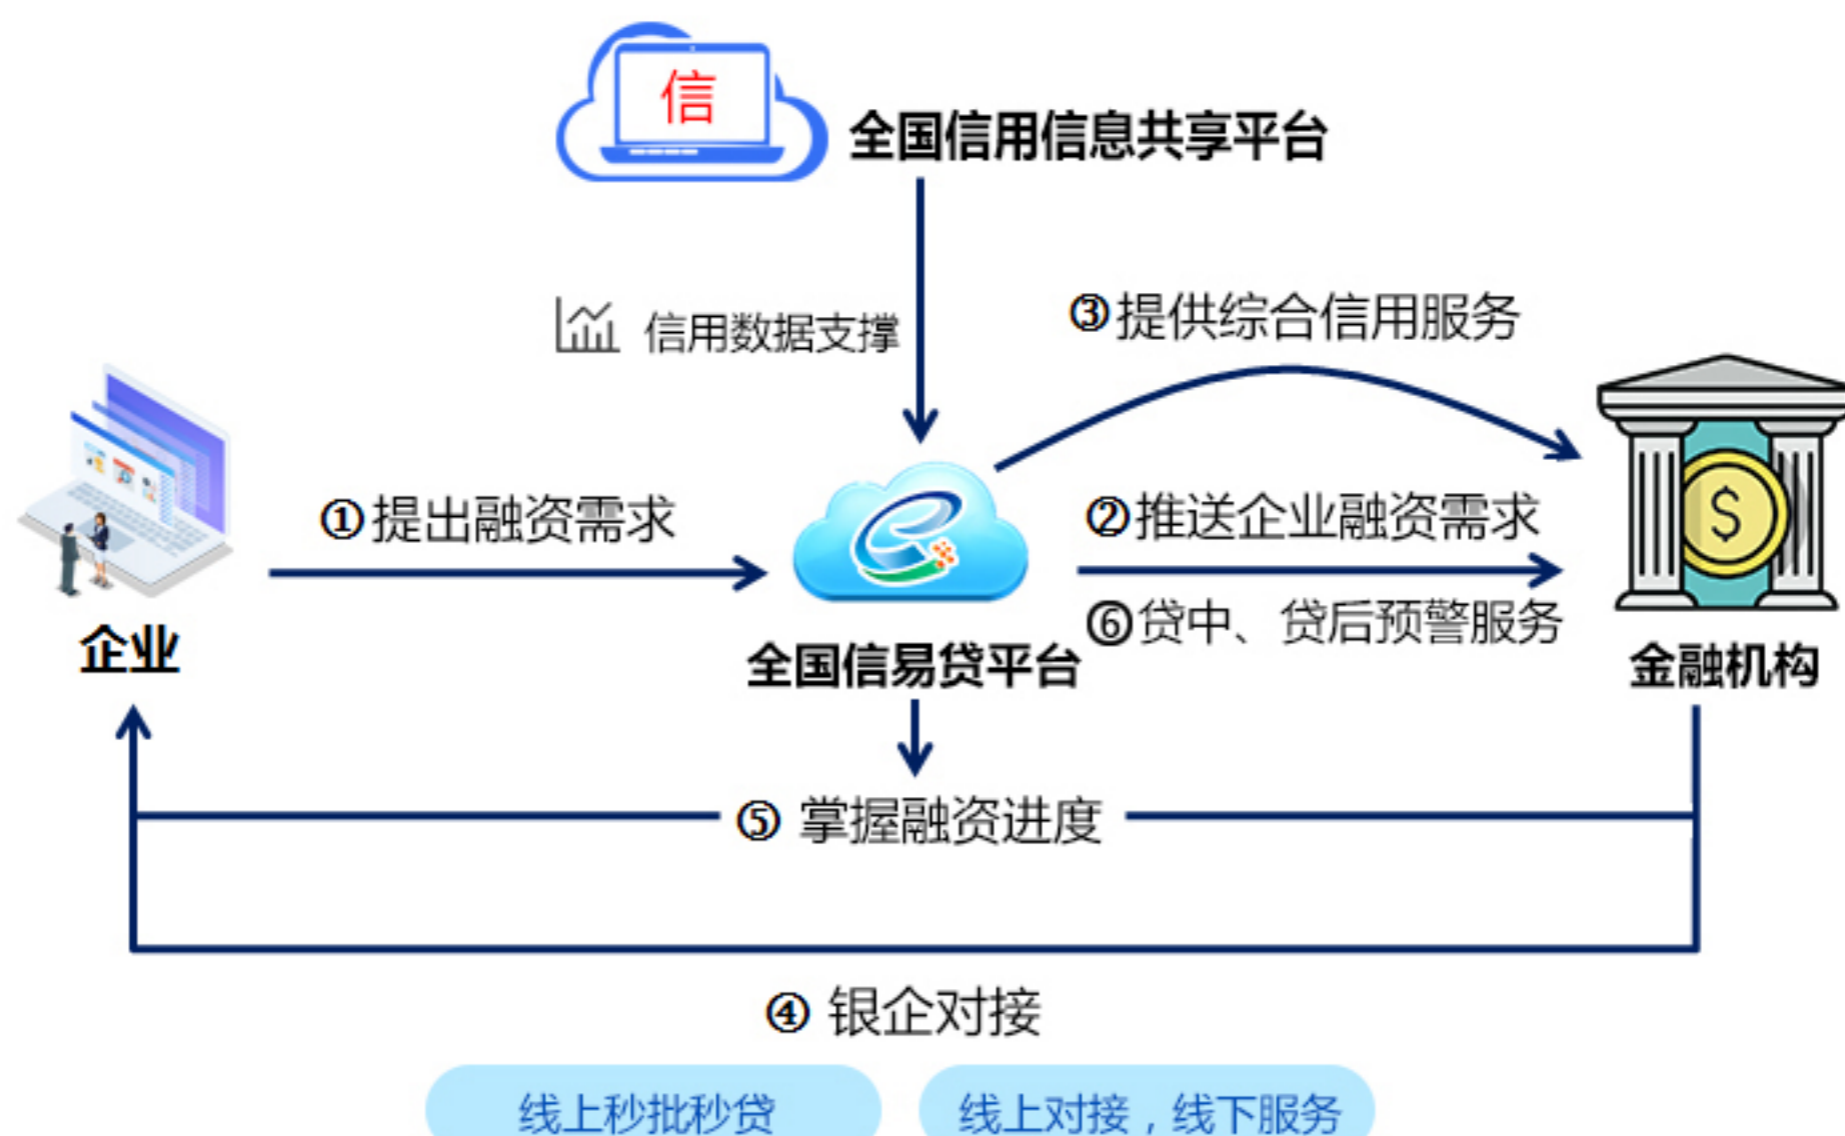 信
全国信用信息共享平台
信用数据支撑
③提供综合信用服务
①提出融资需求
②推送企业融资需求
⑥贷中、贷后预警服务
企业
全国信易贷平台
金融机构
⑤ 掌握融资进度
④ 银企对接
线上秒批秒贷
线上对接，线下服务